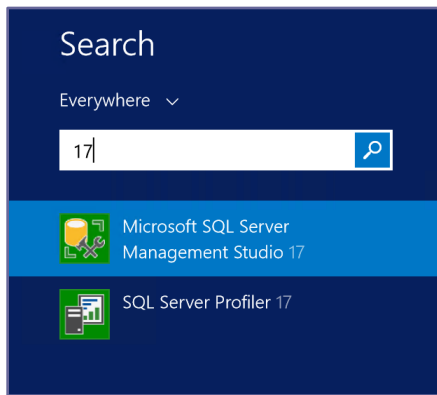 Search
Everywhere
17
Microsoft SQL Server
Management Studio 17
SQL Server Profiler 17